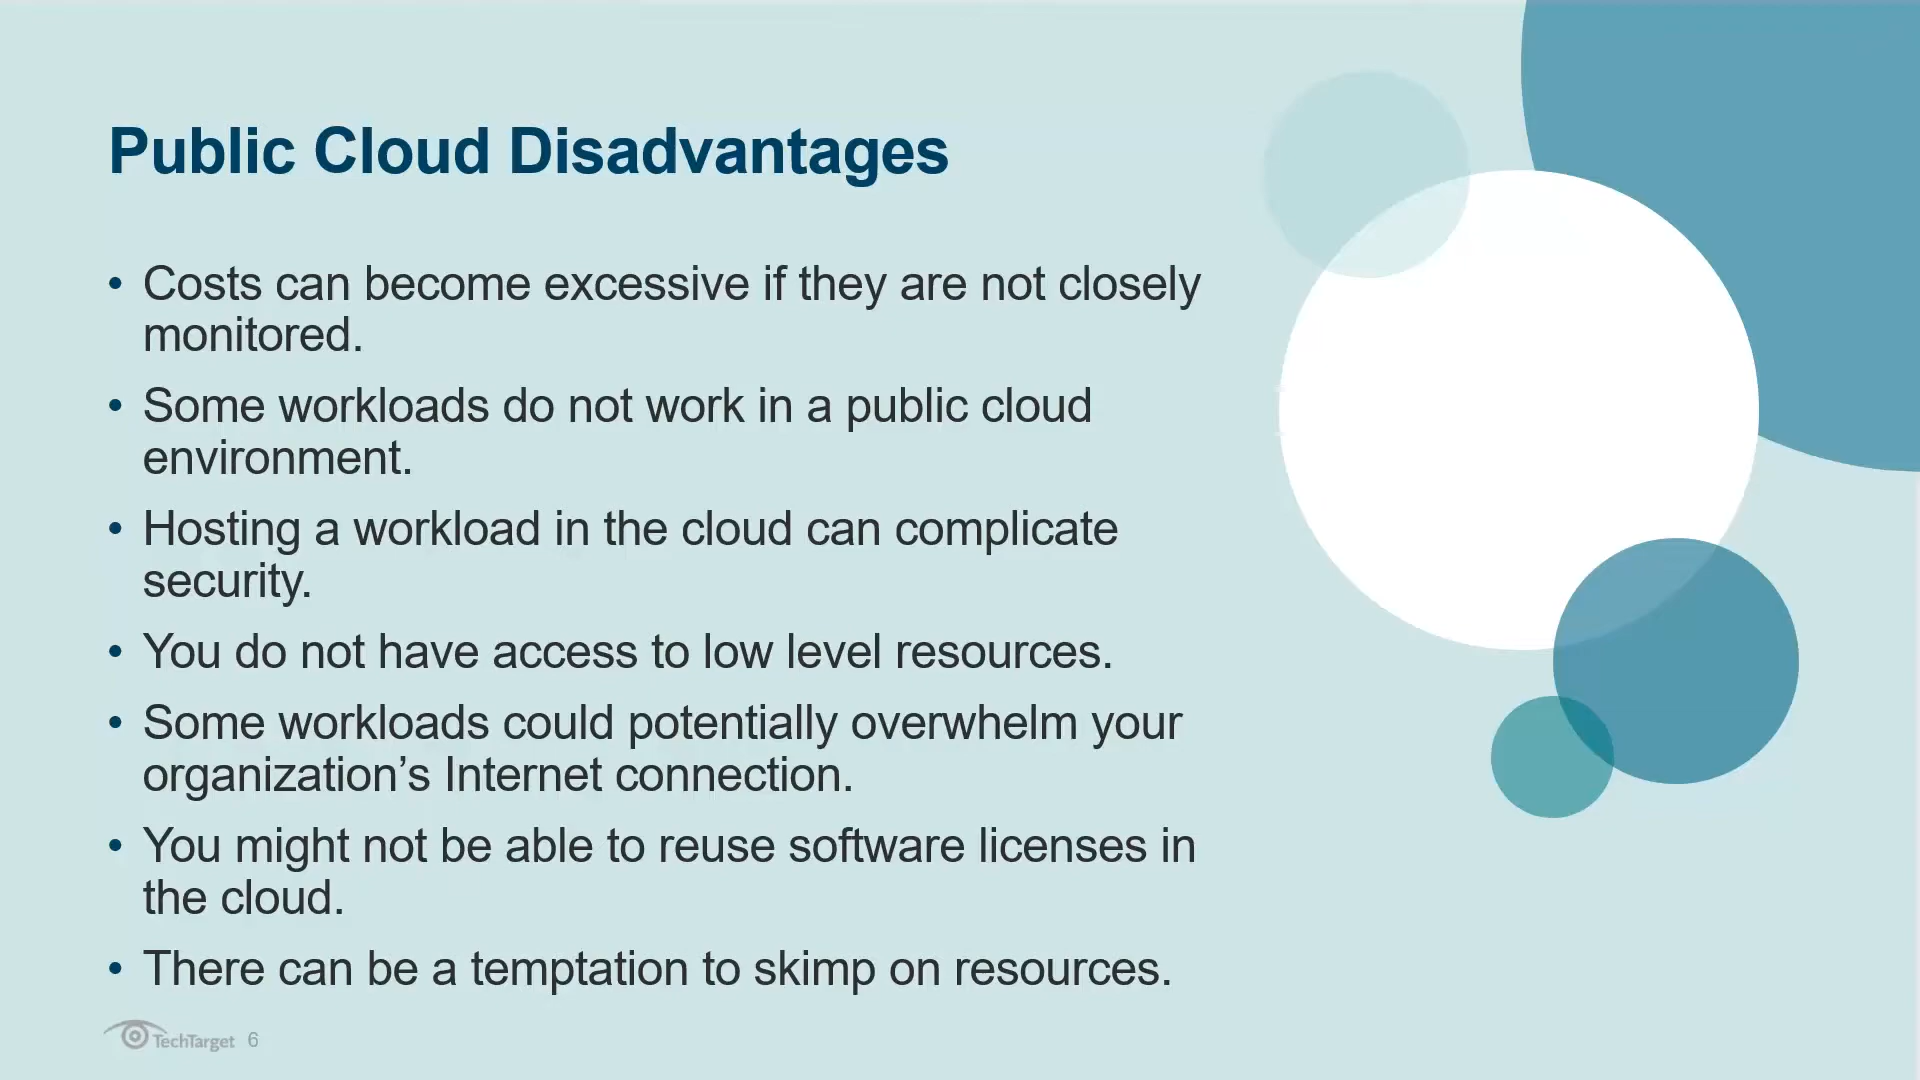 Public Cloud Disadvantages
• Costs can become excessive if they are not closely
monitored.
• Some workloads do not work in a public cloud
environment.
• Hosting a workload in the cloud can complicate
security.
• You do not have access to low level resources.
• Some workloads could potentially overwhelm your
organization’s Internet connection.
• You might not be able to reuse software licenses in
the cloud.
• There can be a temptation to skimp on resources.
TechTarget 6